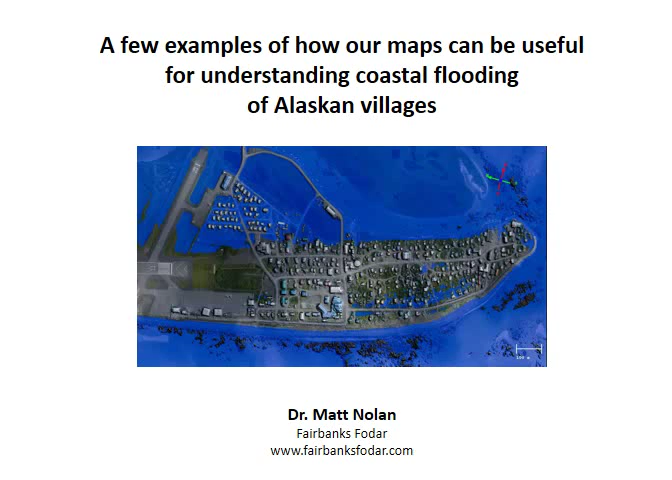 A few examples of how our maps can be useful
for understanding coastal flooding
of Alaskan villages
100 m
Dr. Matt Nolan
Fairbanks Fodar
www.fairbanksfodar.com